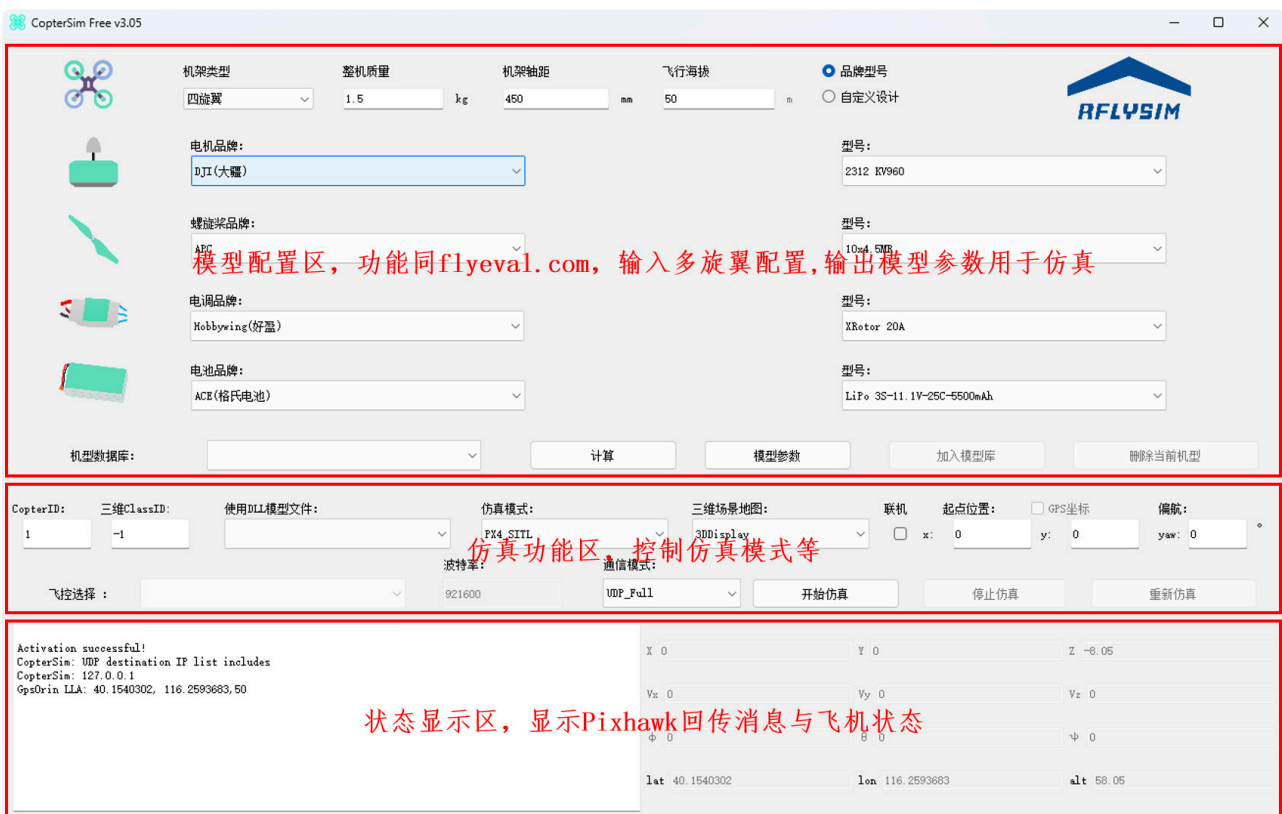 CopterSim Free v3.05
机架类型 整机质量 机架轴距 飞行海拔 品牌型号
四旋翼 1.5 kg 450 mm 50 m 自定义设计
RFLYSIM
电机品牌: 型号:
DJI(大疆) 2312 KV960
螺旋桨品牌: 型号:
APC 10x4.5MR
模型配置区，功能同flyeval.com，输入多旋翼配置,输出模型参数用于仿真
电调品牌: 型号:
Hobbywing(好盈) XRotor 20A
电池品牌: 型号:
ACE(格氏电池) LiPo 3S-11.1V-25C-5500mAh
机型数据库: 计算 模型参数 加入模型库 删除当前机型
CopterID: 三维ClassID: 使用DLL模型文件: 仿真模式: 三维场景地图: 联机 起点位置: GPS坐标 偏航:
1 -1 PX4_SITL 3DDisplay x: 0 y: 0 yaw: 0 °
仿真功能区，控制仿真模式等
波特率: 通信模式:
飞控选择 : 921600 UDP_Full 开始仿真 停止仿真 重新仿真
Activation successful!
CopterSim: UDP destination IP list includes
CopterSim: 127.0.0.1
GpsOrin LLA: 40.1540302, 116.2593683,50
X 0 Y 0 Z -8.05
Vx 0 Vy 0 Vz 0
状态显示区，显示Pixhawk回传消息与飞机状态
ф 0 θ 0 ψ 0
lat 40.1540302 lon 116.2593683 alt 58.05